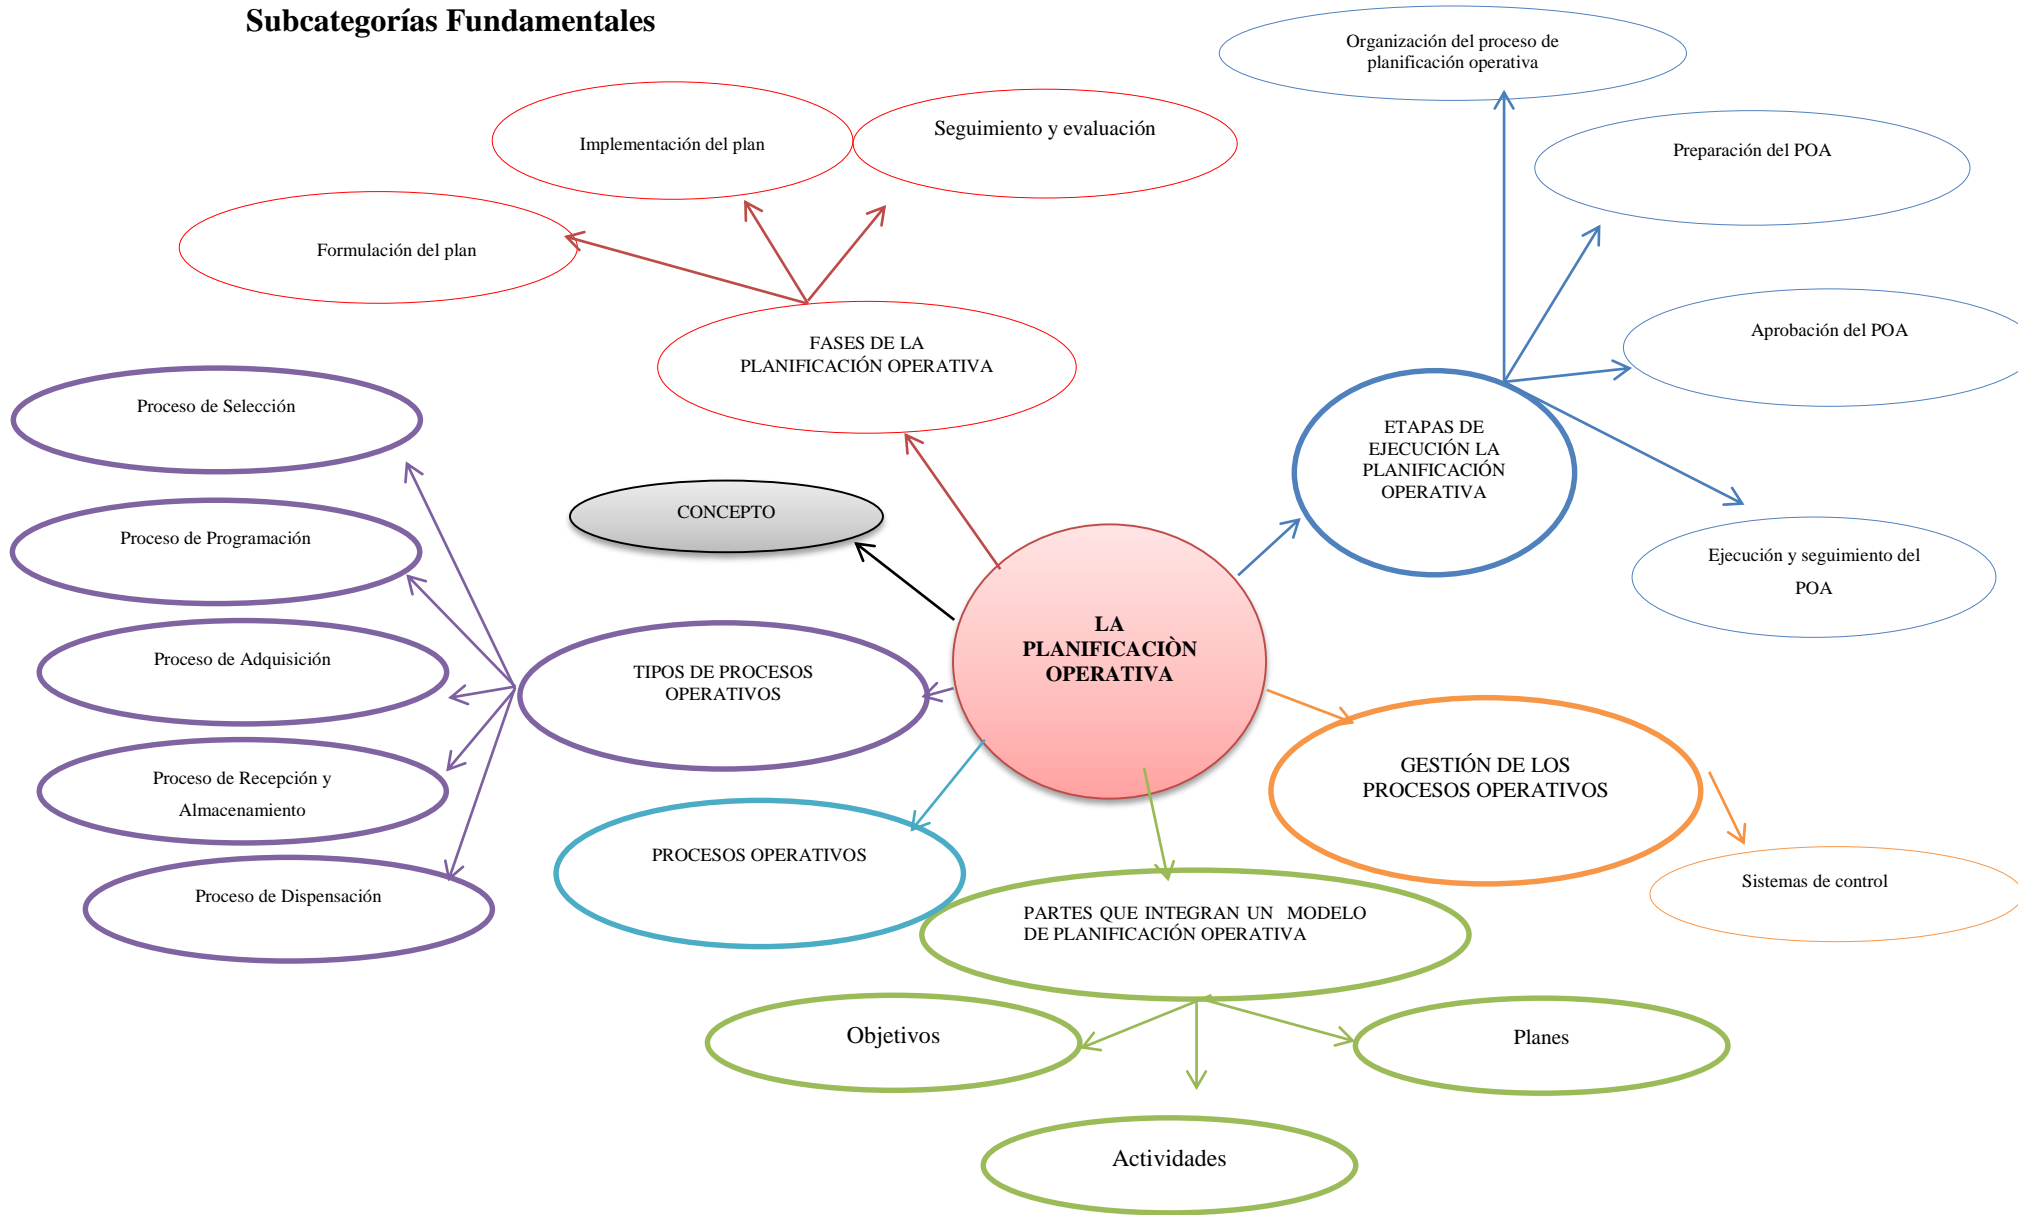 Subcategorías Fundamentales
Organización del proceso de
planificación operativa
Implementación del plan
Seguimiento y evaluación
Preparación del POA
Formulación del plan
FASES DE LA
PLANIFICACIÓN OPERATIVA
Aprobación del POA
Proceso de Selección
ETAPAS DE
EJECUCIÓN LA
PLANIFICACIÓN
OPERATIVA
CONCEPTO
Proceso de Programación
Ejecución y seguimiento del
POA
LA
PLANIFICACIÒN
OPERATIVA
Proceso de Adquisición
TIPOS DE PROCESOS
OPERATIVOS
GESTIÓN DE LOS
PROCESOS OPERATIVOS
Proceso de Recepción y
Almacenamiento
PROCESOS OPERATIVOS
Sistemas de control
Proceso de Dispensación
PARTES QUE INTEGRAN UN MODELO
DE PLANIFICACIÓN OPERATIVA
Objetivos
Planes
Actividades